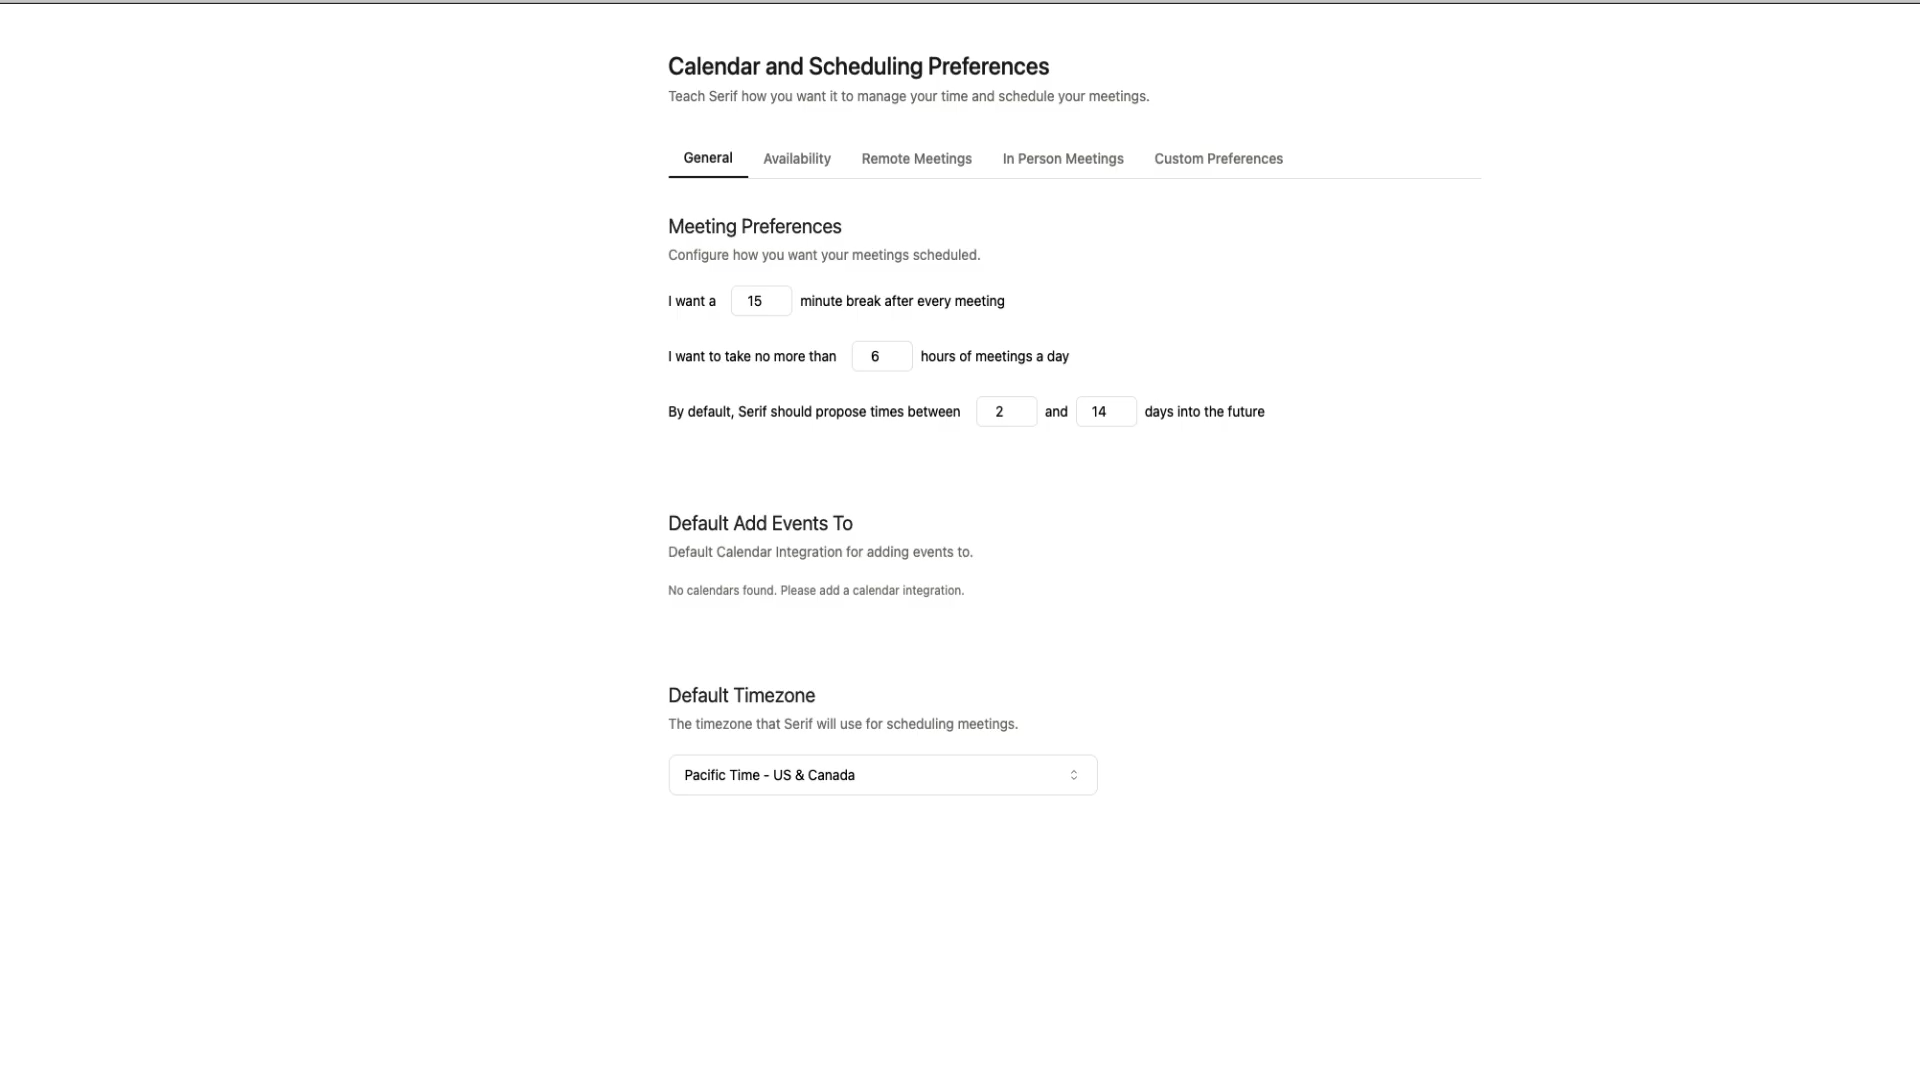 Calendar and Scheduling Preferences
Teach Serif how you want it to manage your time and schedule your meetings.
General Availability Remote Meetings In Person Meetings Custom Preferences
Meeting Preferences
Configure how you want your meetings scheduled.
I want a 15 minute break after every meeting
I want to take no more than 6 hours of meetings a day
By default, Serif should propose times between 2 and 14 days into the future
Default Add Events To
Default Calendar Integration for adding events to.
No calendars found. Please add a calendar integration.
Default Timezone
The timezone that Serif will use for scheduling meetings.
Pacific Time - US & Canada